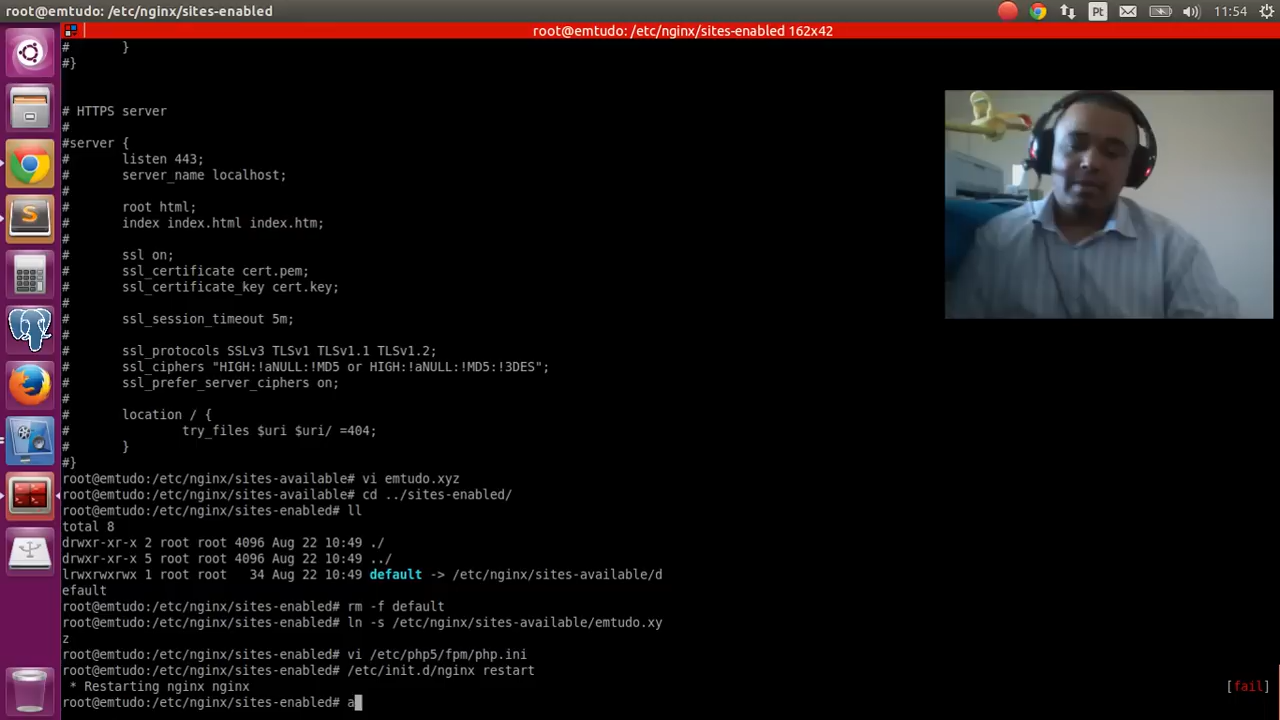 root@emtudo: /etc/nginx/sites-enabled
Pt
11:54
root@emtudo: /etc/nginx/sites-enabled 162x42
#       }
#}
# HTTPS server
#
#server {
#       listen 443;
#       server_name localhost;
#
#       root html;
#       index index.html index.htm;
#
#       ssl on;
#       ssl_certificate cert.pem;
#       ssl_certificate_key cert.key;
#
#       ssl_session_timeout 5m;
#
#       ssl_protocols SSLv3 TLSv1 TLSv1.1 TLSv1.2;
#       ssl_ciphers "HIGH:!aNULL:!MD5 or HIGH:!aNULL:!MD5:!3DES";
#       ssl_prefer_server_ciphers on;
#
#       location / {
#               try_files $uri $uri/ =404;
#       }
#}
root@emtudo:/etc/nginx/sites-available# vi emtudo.xyz
root@emtudo:/etc/nginx/sites-available# cd ../sites-enabled/
root@emtudo:/etc/nginx/sites-enabled# ll
total 8
drwxr-xr-x 2 root root 4096 Aug 22 10:49 ./
drwxr-xr-x 5 root root 4096 Aug 22 10:49 ../
lrwxrwxrwx 1 root root   34 Aug 22 10:49 default -> /etc/nginx/sites-available/d
efault
root@emtudo:/etc/nginx/sites-enabled# rm -f default
root@emtudo:/etc/nginx/sites-enabled# ln -s /etc/nginx/sites-available/emtudo.xy
z
root@emtudo:/etc/nginx/sites-enabled# vi /etc/php5/fpm/php.ini
root@emtudo:/etc/nginx/sites-enabled# /etc/init.d/nginx restart
 * Restarting nginx nginx [fail]
root@emtudo:/etc/nginx/sites-enabled# a